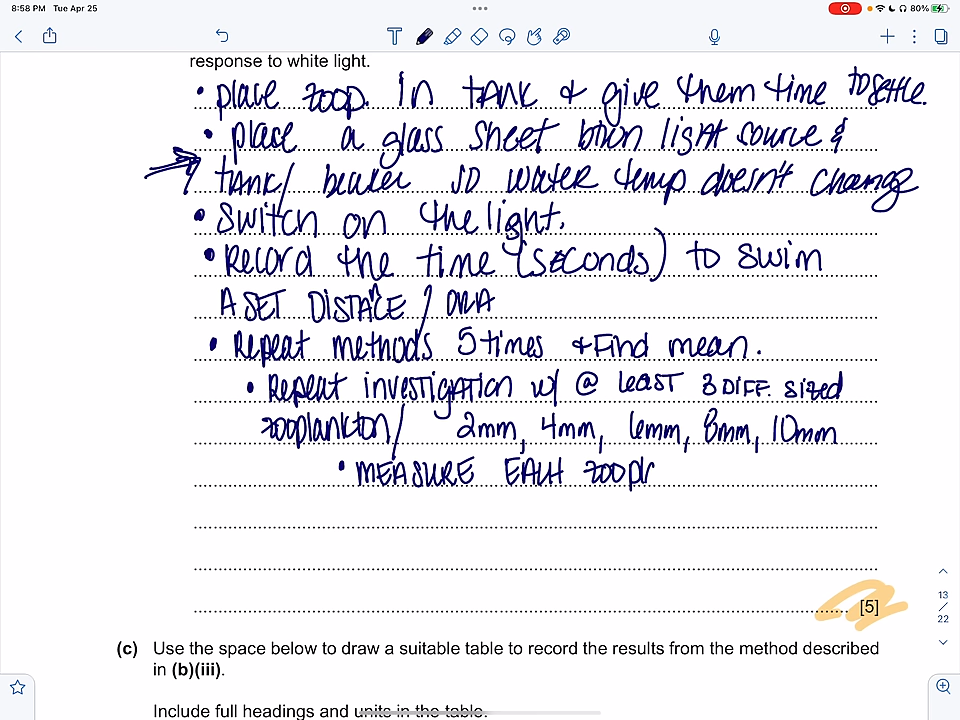 8:58 PM Tue Apr 25
80%
response to white light.
• place zoop. in tANK & give them time to settle.
• place a glass sheet btwn light source &
tANK/ beaker so water temp doesn't change
• Switch on the light.
• Record the time (seconds) to swim
A SET DISTANCE /
• Repeat methods 5 times & Find mean.
• Repeat investigAtion w/ @ least 3 DIFF. sized
zooplankton/ 2mm, 4mm, 6mm, 8mm, 10mm
• MEASURE EACH zoopl
[5]
13
/
22
(c) Use the space below to draw a suitable table to record the results from the method described
in (b)(iii).
Include full headings and units in the table.